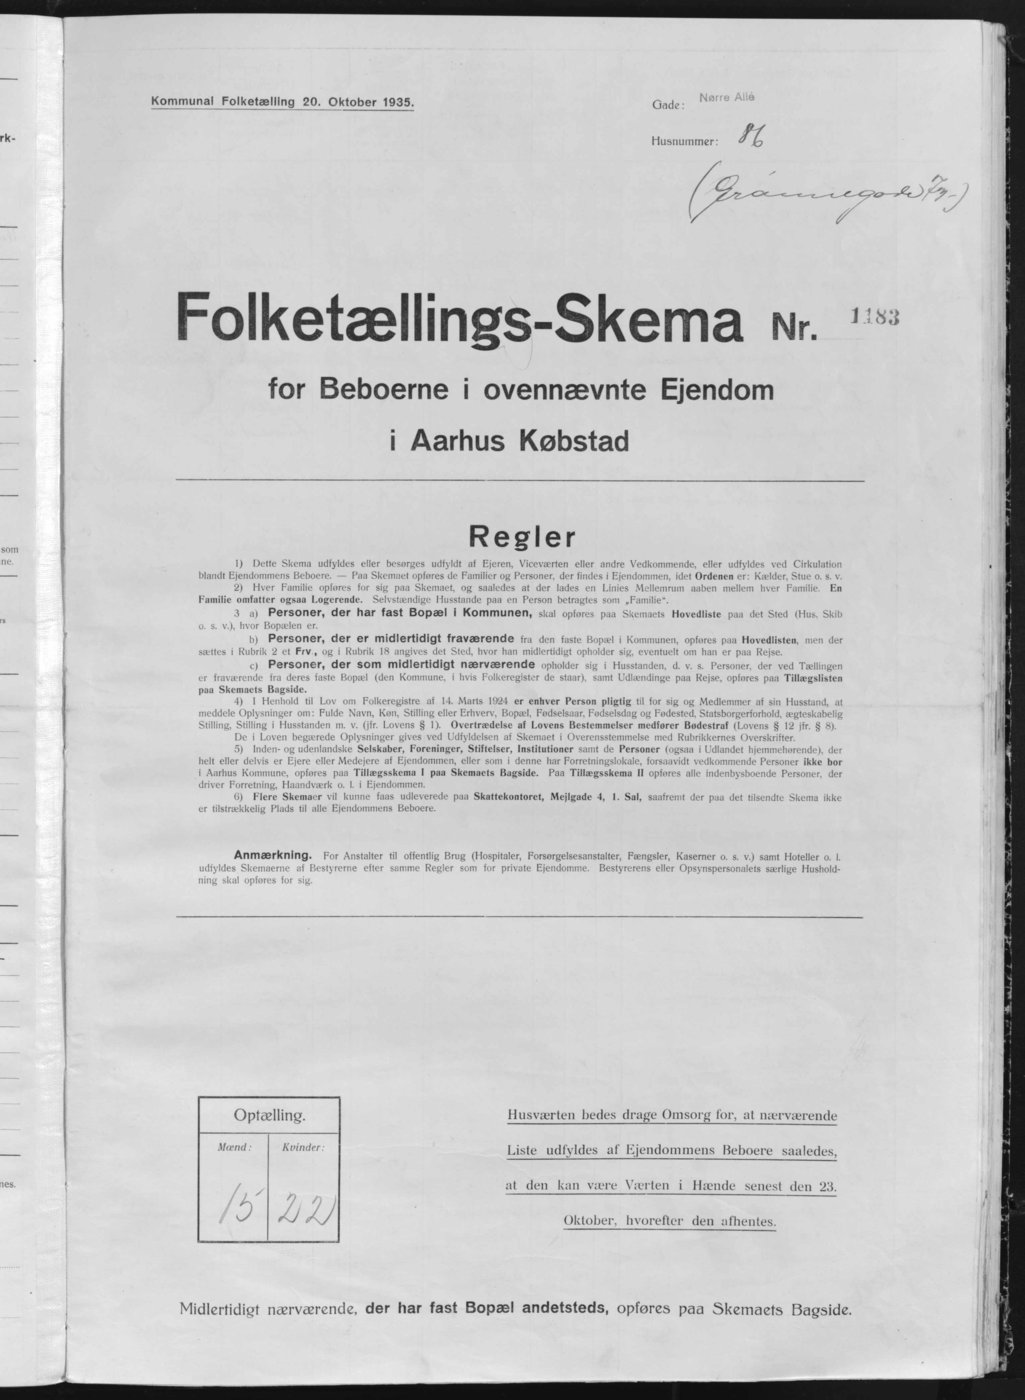 Kommunal Folketælling 20. Oktober 1935.
Gade: Nørre Allé
Husnummer: 86
(Grønnegade
Folketællings-Skema Nr. 1183
for Beboerne i ovennævnte Ejendom
i Aarhus Købstad
Regler
1) Dette Skema udfyldes eller besørges udfyldt af Ejeren, Viceværten eller andre Vedkommende, eller udfyldes ved Cirkulation
blandt Ejendommens Beboere. — Paa Skemaet opføres de Familier og Personer, der findes i Ejendommen, idet Ordenen er: Kælder, Stue o. s. v.
2) Hver Familie opføres for sig paa Skemaet, og saaledes at der lades en Linies Mellemrum aaben mellem hver Familie. En
Familie omfatter ogsaa Logerende. Selvstændige Husstande paa en Person betragtes som „Familie“.
3 a) Personer, der har fast Bopæl i Kommunen, skal opføres paa Skemaets Hovedliste paa det Sted (Hus, Skib
o. s. v.), hvor Bopælen er.
b) Personer, der er midlertidigt fraværende fra den faste Bopæl i Kommunen, opføres paa Hovedlisten, men der
sættes i Rubrik 2 et Frv., og i Rubrik 18 angives det Sted, hvor han midlertidigt opholder sig, eventuelt om han er paa Rejse.
c) Personer, der som midlertidigt nærværende opholder sig i Husstanden, d. v. s. Personer, der ved Tællingen
er fraværende fra deres faste Bopæl (den Kommune, i hvis Folkeregister de staar), samt Udlændinge paa Rejse, opføres paa Tillægslisten
paa Skemaets Bagside.
4) I Henhold til Lov om Folkeregistre af 14. Marts 1924 er enhver Person pligtig til for sig og Medlemmer af sin Husstand, at
meddele Oplysninger om: Fulde Navn, Køn, Stilling eller Erhverv, Bopæl, Fødselsaar, Fødselsdag og Fødested, Statsborgerforhold, ægteskabelig
Stilling, Stilling i Husstanden m. v. (jfr. Lovens § 1). Overtrædelse af Lovens Bestemmelser medfører Bødestraf (Lovens § 12 jfr. § 8).
De i Loven begærede Oplysninger gives ved Udfyldelsen af Skemaet i Overensstemmelse med Rubrikkernes Overskrifter.
5) Inden- og udenlandske Selskaber, Foreninger, Stiftelser, Institutioner samt de Personer (ogsaa i Udlandet hjemmehørende), der
helt eller delvis er Ejere eller Medejere af Ejendommen, eller som i denne har Forretningslokale, forsaavidt vedkommende Personer ikke bor
i Aarhus Kommune, opføres paa Tillægsskema I paa Skemaets Bagside. Paa Tillægsskema II opføres alle indenbysboende Personer, der
driver Forretning, Haandværk o. l. i Ejendommen.
6) Flere Skemaer vil kunne faas udleverede paa Skattekontoret, Mejlgade 4, 1. Sal, saafremt der paa det tilsendte Skema ikke
er tilstrækkelig Plads til alle Ejendommens Beboere.
Anmærkning. For Anstalter til offentlig Brug (Hospitaler, Forsørgelsesanstalter, Fængsler, Kaserner o. s. v.) samt Hoteller o. l.
udfyldes Skemaerne af Bestyrerne efter samme Regler som for private Ejendomme. Bestyrerens eller Opsynspersonalets særlige Hushold-
ning skal opføres for sig.
Optælling.
Mænd: Kvinder:
15 22
Husværten bedes drage Omsorg for, at nærværende
Liste udfyldes af Ejendommens Beboere saaledes,
at den kan være Værten i Hænde senest den 23.
Oktober, hvorefter den afhentes.
Midlertidigt nærværende, der har fast Bopæl andetsteds, opføres paa Skemaets Bagside.